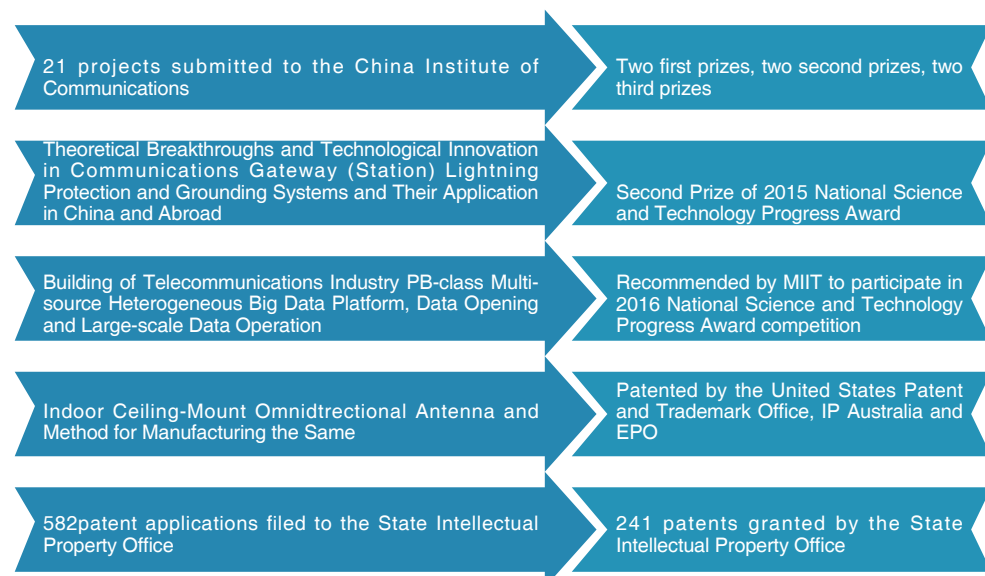 21 projects submitted to the China Institute of
Communications
Two first prizes, two second prizes, two
third prizes
Theoretical Breakthroughs and Technological Innovation
in Communications Gateway (Station) Lightning
Protection and Grounding Systems and Their Application
in China and Abroad
Second Prize of 2015 National Science
and Technology Progress Award
Building of Telecommunications Industry PB-class Multi-
source Heterogeneous Big Data Platform, Data Opening
and Large-scale Data Operation
Recommended by MIIT to participate in
2016 National Science and Technology
Progress Award competition
Indoor Ceiling-Mount Omnidtrectional Antenna and
Method for Manufacturing the Same
Patented by the United States Patent
and Trademark Office, IP Australia and
EPO
582patent applications filed to the State Intellectual
Property Office
241 patents granted by the State
Intellectual Property Office